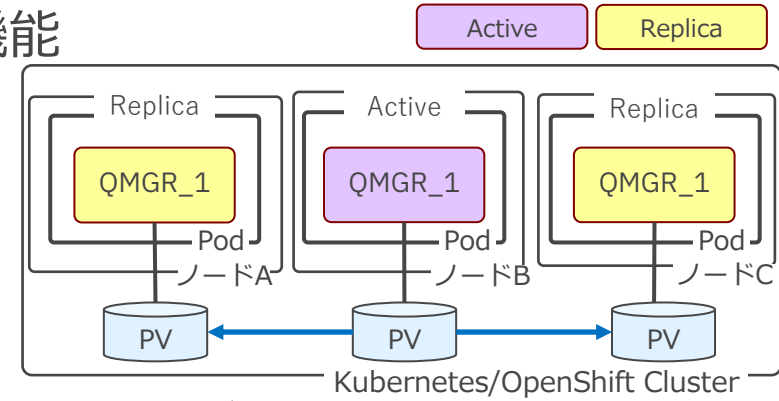 能
Active Replica
Replica Active Replica
QMGR_1 QMGR_1 QMGR_1
Pod Pod Pod
ノードA ノードB ノードC
PV PV PV
Kubernetes/OpenShift Cluster